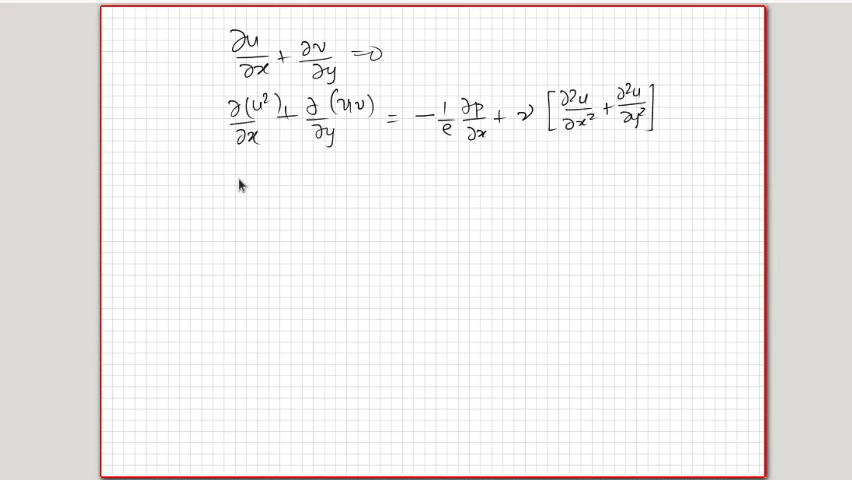 ∂u/∂x + ∂v/∂y = 0
∂(u²)/∂x + ∂(uv)/∂y = -1/ρ ∂p/∂x + ν [∂²u/∂x² + ∂²u/∂y²]